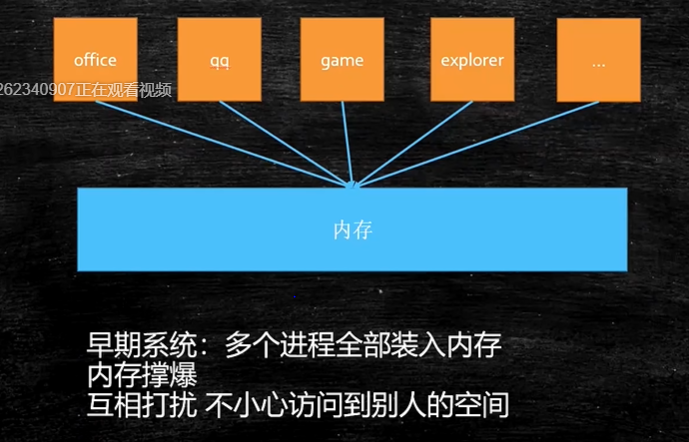 office
qq
game
explorer
...
262340907正在观看视频
内存
早期系统：多个进程全部装入内存
内存撑爆
互相打扰 不小心访问到别人的空间